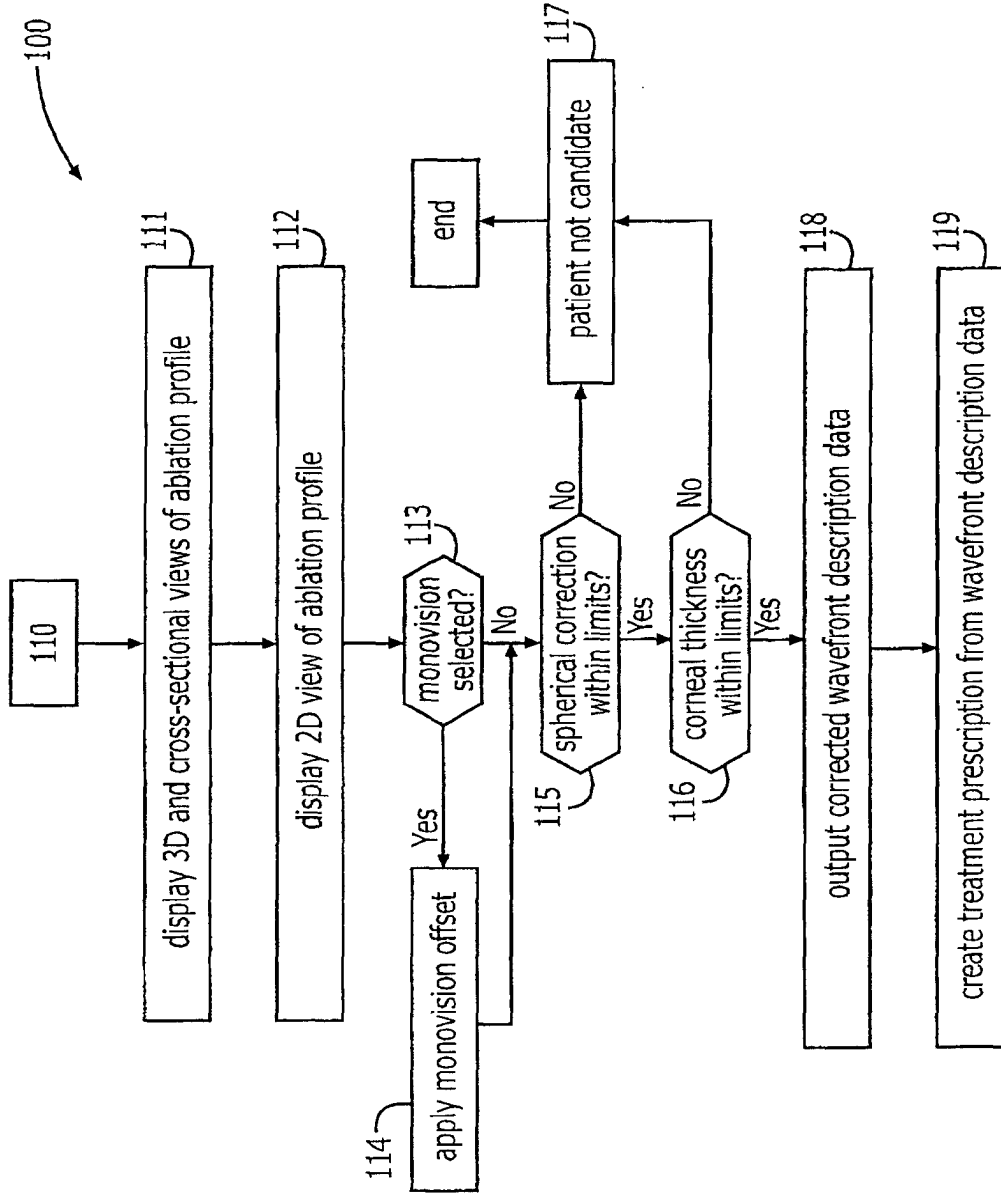 100
110
111
display 3D and cross-sectional views of ablation profile
112
display 2D view of ablation profile
113
monovision
selected?
Yes
No
114
apply monovision offset
115
spherical correction
within limits?
No
Yes
117
patient not candidate
end
116
corneal thickness
within limits?
No
Yes
118
output corrected wavefront description data
119
create treatment prescription from wavefront description data